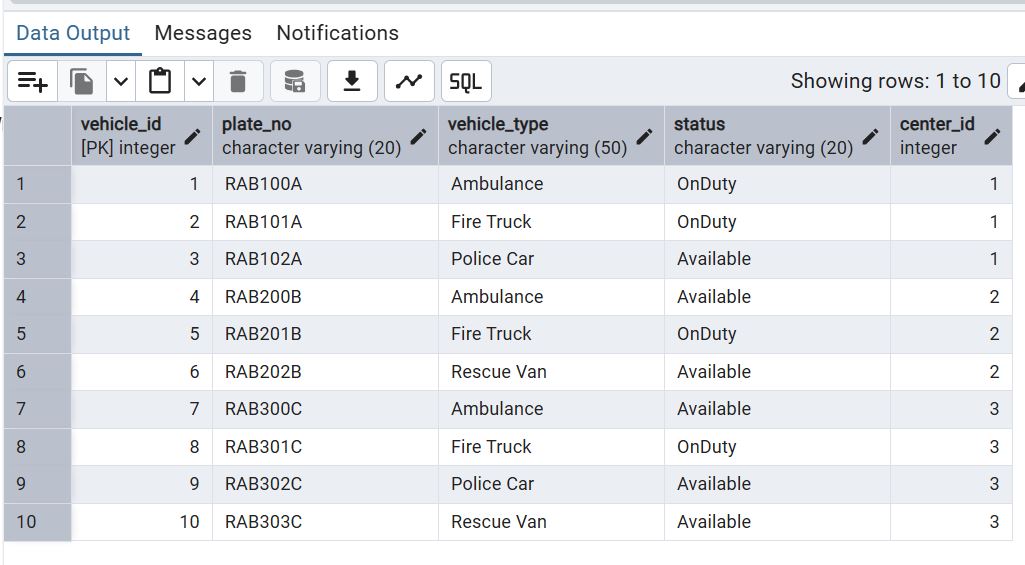 Data Output Messages Notifications
SQL Showing rows: 1 to 10
vehicle_id plate_no vehicle_type status center_id
[PK] integer character varying (20) character varying (50) character varying (20) integer
1 1 RAB100A Ambulance OnDuty 1
2 2 RAB101A Fire Truck OnDuty 1
3 3 RAB102A Police Car Available 1
4 4 RAB200B Ambulance Available 2
5 5 RAB201B Fire Truck OnDuty 2
6 6 RAB202B Rescue Van Available 2
7 7 RAB300C Ambulance Available 3
8 8 RAB301C Fire Truck OnDuty 3
9 9 RAB302C Police Car Available 3
10 10 RAB303C Rescue Van Available 3